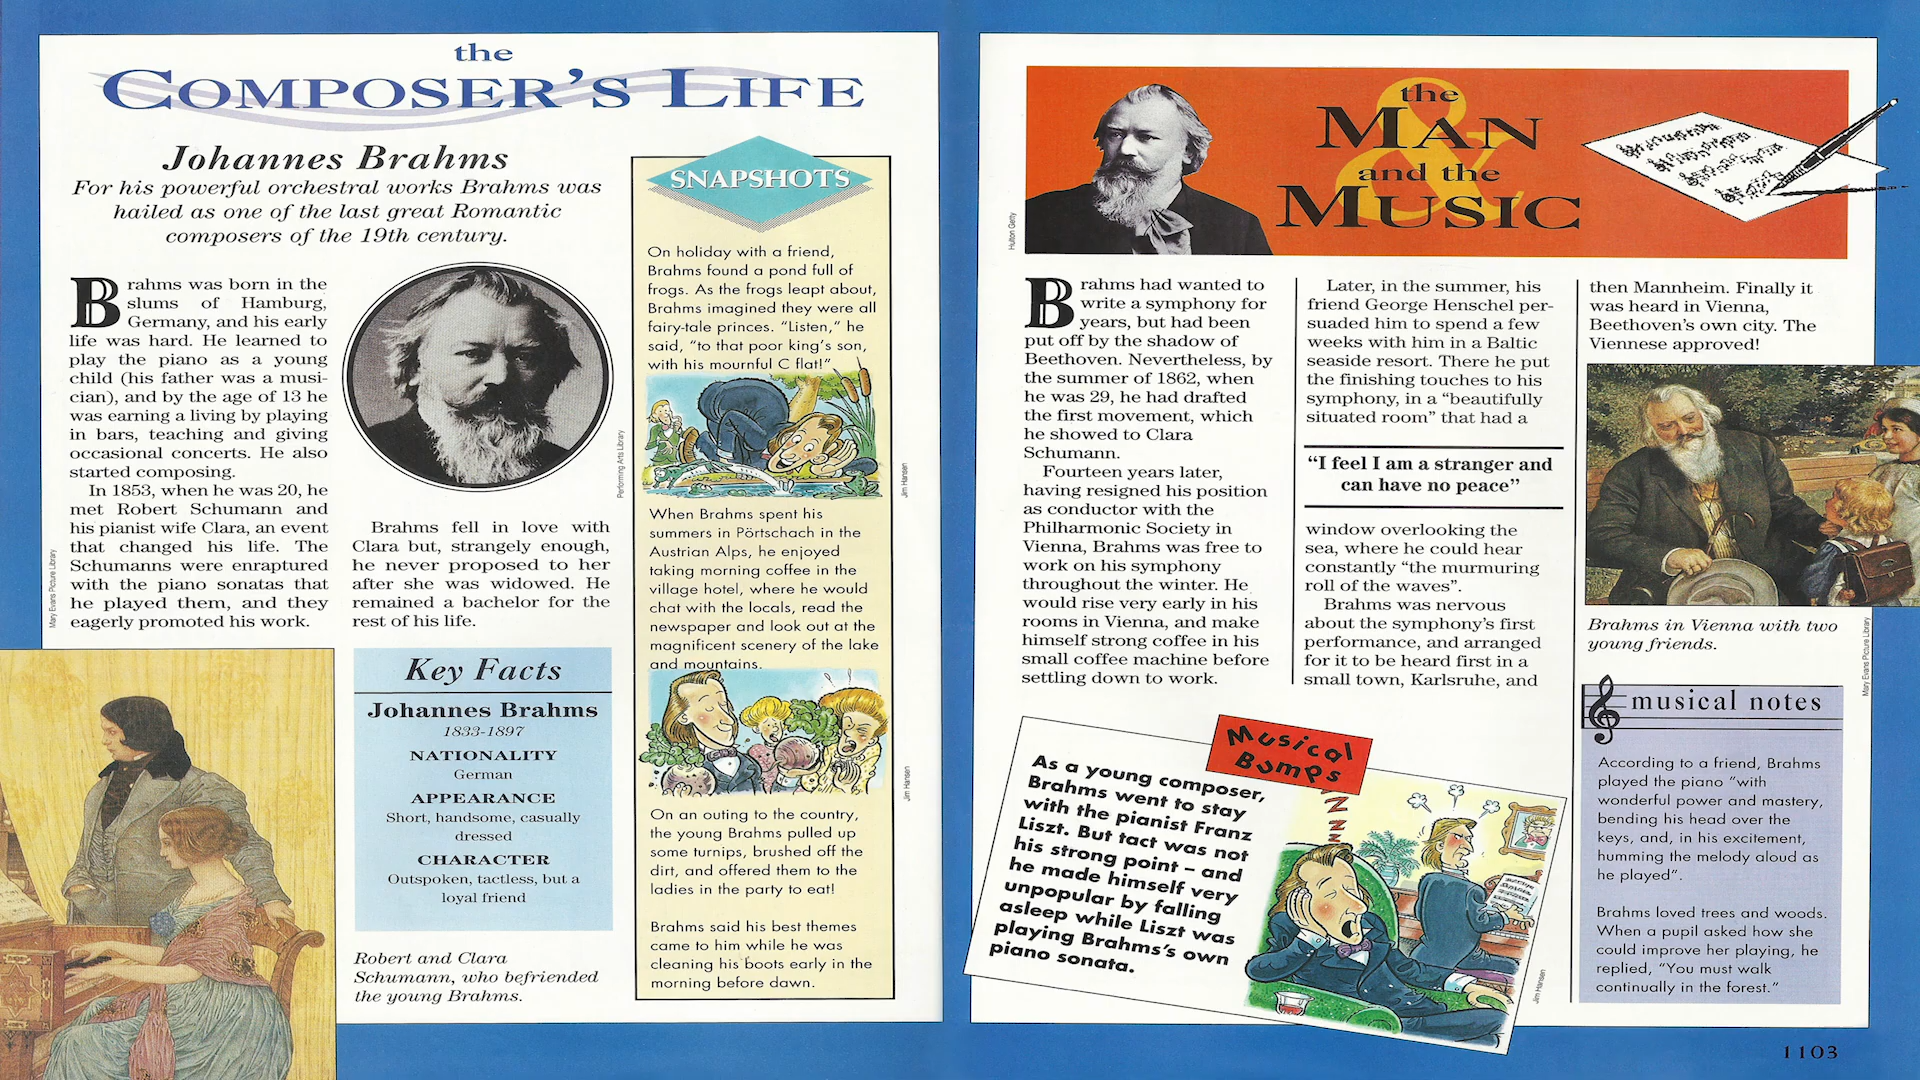 the
COMPOSER'S LIFE
Johannes Brahms
For his powerful orchestral works Brahms was
hailed as one of the last great Romantic
composers of the 19th century.
Brahms was born in the
slums of Hamburg,
Germany, and his early
life was hard. He learned to
play the piano as a young
child (his father was a musi-
cian), and by the age of 13 he
was earning a living by playing
in bars, teaching and giving
occasional concerts. He also
started composing.
In 1853, when he was 20, he
met Robert Schumann and
his pianist wife Clara, an event
that changed his life. The
Schumanns were enraptured
with the piano sonatas that
he played them, and they
eagerly promoted his work.
Mary Evans Picture Library
Performing Arts Library
Brahms fell in love with
Clara but, strangely enough,
he never proposed to her
after she was widowed. He
remained a bachelor for the
rest of his life.
Key Facts
Johannes Brahms
1833-1897
NATIONALITY
German
APPEARANCE
Short, handsome, casually
dressed
CHARACTER
Outspoken, tactless, but a
loyal friend
Robert and Clara
Schumann, who befriended
the young Brahms.
SNAPSHOTS
On holiday with a friend,
Brahms found a pond full of
frogs. As the frogs leapt about,
Brahms imagined they were all
fairy-tale princes. "Listen," he
said, "to that poor king's son,
with his mournful C flat!"
Jim Hansen
When Brahms spent his
summers in Pörtschach in the
Austrian Alps, he enjoyed
taking morning coffee in the
village hotel, where he would
chat with the locals, read the
newspaper and look out at the
magnificent scenery of the lake
and mountains.
Jim Hansen
On an outing to the country,
the young Brahms pulled up
some turnips, brushed off the
dirt, and offered them to the
ladies in the party to eat!
Brahms said his best themes
came to him while he was
cleaning his boots early in the
morning before dawn.
Hulton Getty
the
MAN
&
and the
MUSIC
Brahms had wanted to
write a symphony for
years, but had been
put off by the shadow of
Beethoven. Nevertheless, by
the summer of 1862, when
he was 29, he had drafted
the first movement, which
he showed to Clara
Schumann.
Fourteen years later,
having resigned his position
as conductor with the
Philharmonic Society in
Vienna, Brahms was free to
work on his symphony
throughout the winter. He
would rise very early in his
rooms in Vienna, and make
himself strong coffee in his
small coffee machine before
settling down to work.
Later, in the summer, his
friend George Henschel per-
suaded him to spend a few
weeks with him in a Baltic
seaside resort. There he put
the finishing touches to his
symphony, in a "beautifully
situated room" that had a
"I feel I am a stranger and
can have no peace"
window overlooking the
sea, where he could hear
constantly "the murmuring
roll of the waves".
Brahms was nervous
about the symphony's first
performance, and arranged
for it to be heard first in a
small town, Karlsruhe, and
then Mannheim. Finally it
was heard in Vienna,
Beethoven's own city. The
Viennese approved!
Brahms in Vienna with two
young friends.
Mary Evans Picture Library
Musical
Bumps
As a young composer,
Brahms went to stay
with the pianist Franz
Liszt. But tact was not
his strong point – and
he made himself very
unpopular by falling
asleep while Liszt was
playing Brahms's own
piano sonata.
ZZZZ
Jim Hansen
musical notes
According to a friend, Brahms
played the piano "with
wonderful power and mastery,
bending his head over the
keys, and, in his excitement,
humming the melody aloud as
he played".
Brahms loved trees and woods.
When a pupil asked how she
could improve her playing, he
replied, "You must walk
continually in the forest."
1103